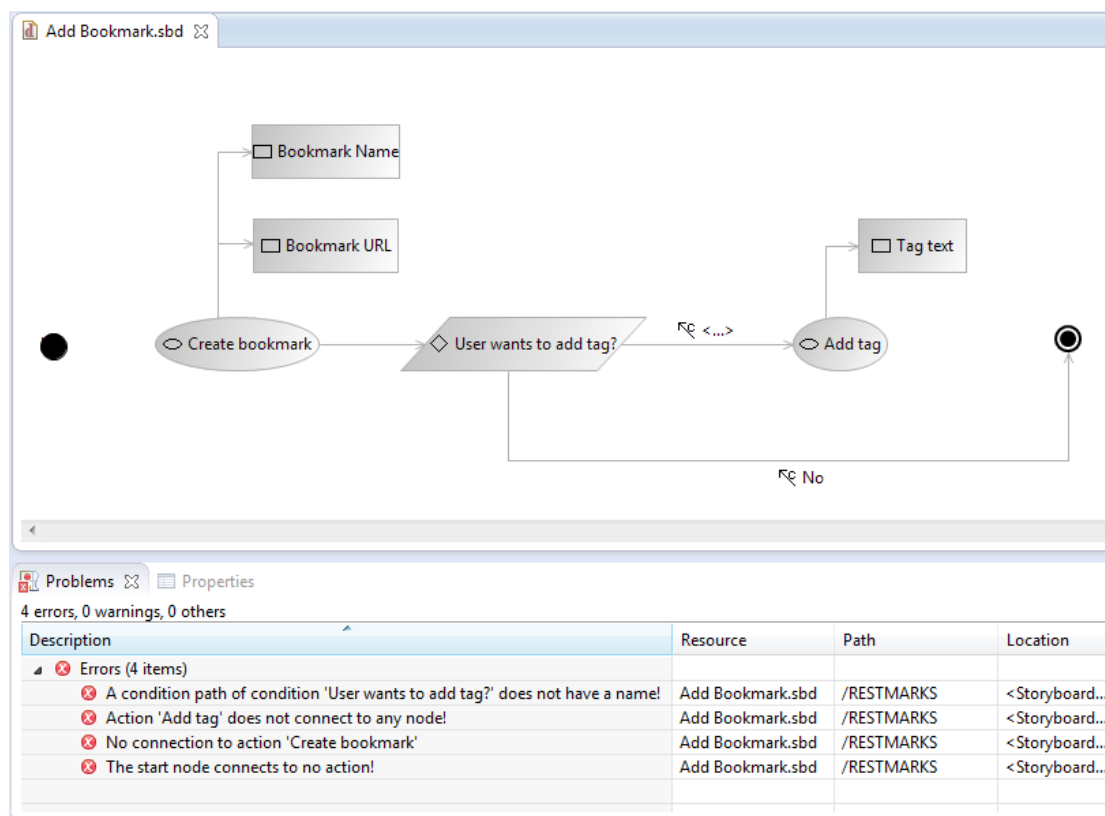 Add Bookmark.sbd
Bookmark Name
Bookmark URL
Tag text
Create bookmark
User wants to add tag?
<...>
Add tag
No
Problems
Properties
4 errors, 0 warnings, 0 others
Description Resource Path Location
Errors (4 items)
A condition path of condition 'User wants to add tag?' does not have a name! Add Bookmark.sbd /RESTMARKS <Storyboard...
Action 'Add tag' does not connect to any node! Add Bookmark.sbd /RESTMARKS <Storyboard...
No connection to action 'Create bookmark' Add Bookmark.sbd /RESTMARKS <Storyboard...
The start node connects to no action! Add Bookmark.sbd /RESTMARKS <Storyboard...